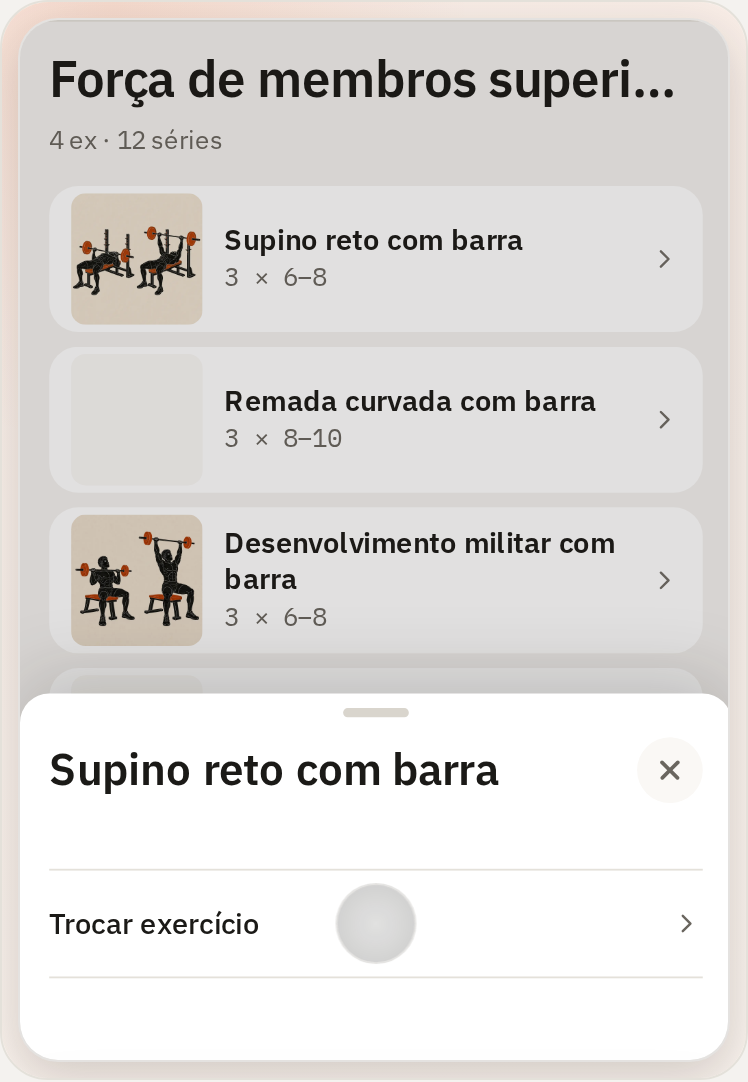 Força de membros superi...
4 ex · 12 séries
Supino reto com barra
3 × 6–8
Remada curvada com barra
3 × 8–10
Desenvolvimento militar com
barra
3 × 6–8
Supino reto com barra
Trocar exercício